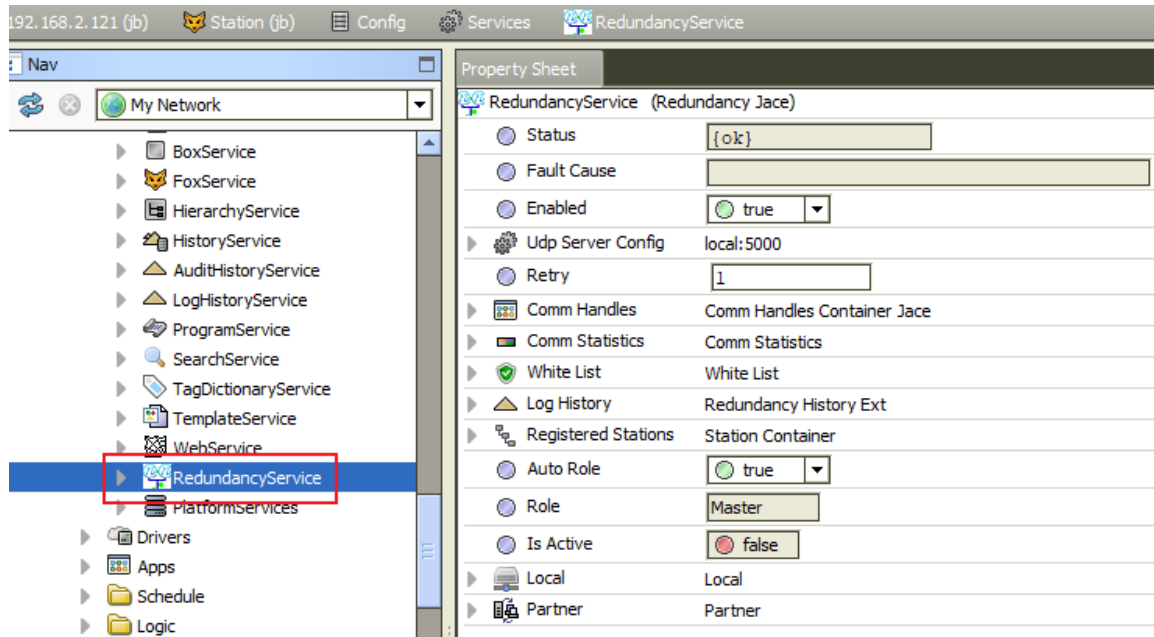 192.168.2.121 (jb) Station (jb) Config Services RedundancyService
Nav
My Network
BoxService
FoxService
HierarchyService
HistoryService
AuditHistoryService
LogHistoryService
ProgramService
SearchService
TagDictionaryService
TemplateService
WebService
RedundancyService
PlatformServices
Drivers
Apps
Schedule
Logic
Property Sheet
RedundancyService (Redundancy Jace)
Status {ok}
Fault Cause
Enabled true
Udp Server Config local:5000
Retry 1
Comm Handles Comm Handles Container Jace
Comm Statistics Comm Statistics
White List White List
Log History Redundancy History Ext
Registered Stations Station Container
Auto Role true
Role Master
Is Active false
Local Local
Partner Partner